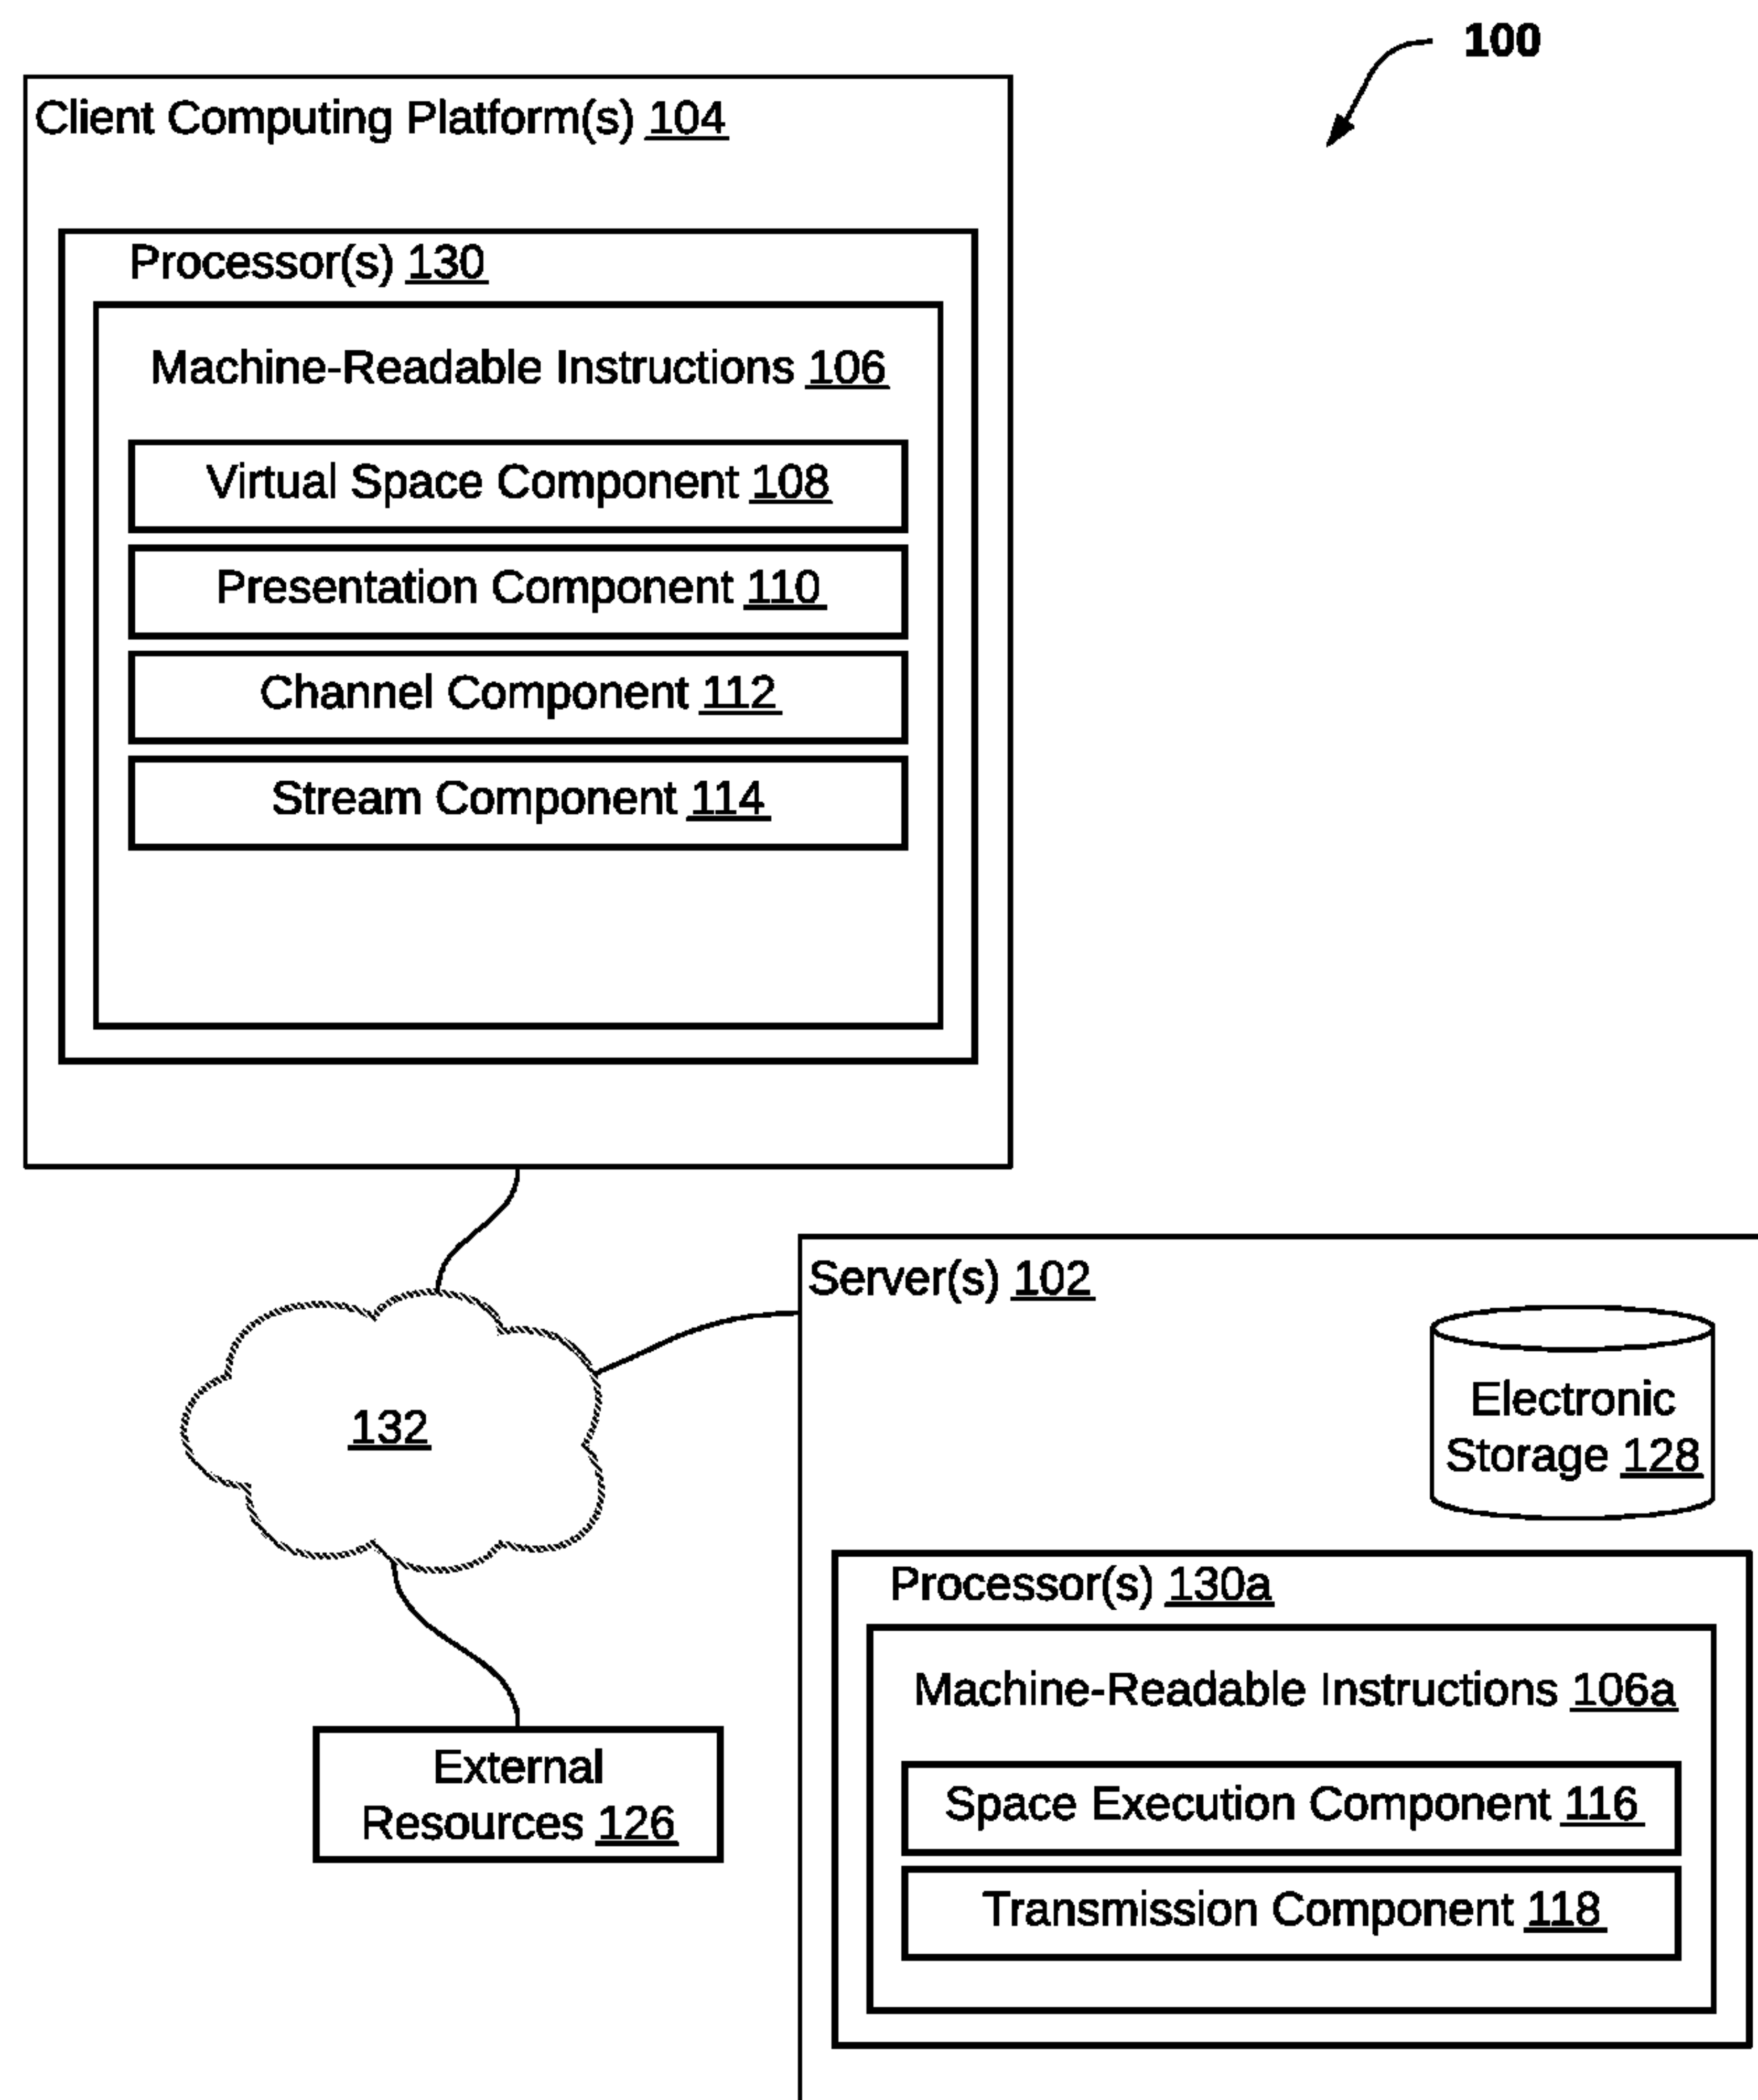 100
Client Computing Platform(s) 104
Processor(s) 130
Machine-Readable Instructions 106
Virtual Space Component 108
Presentation Component 110
Channel Component 112
Stream Component 114
Server(s) 102
Electronic
Storage 128
132
Processor(s) 130a
Machine-Readable Instructions 106a
Space Execution Component 116
Transmission Component 118
External
Resources 126